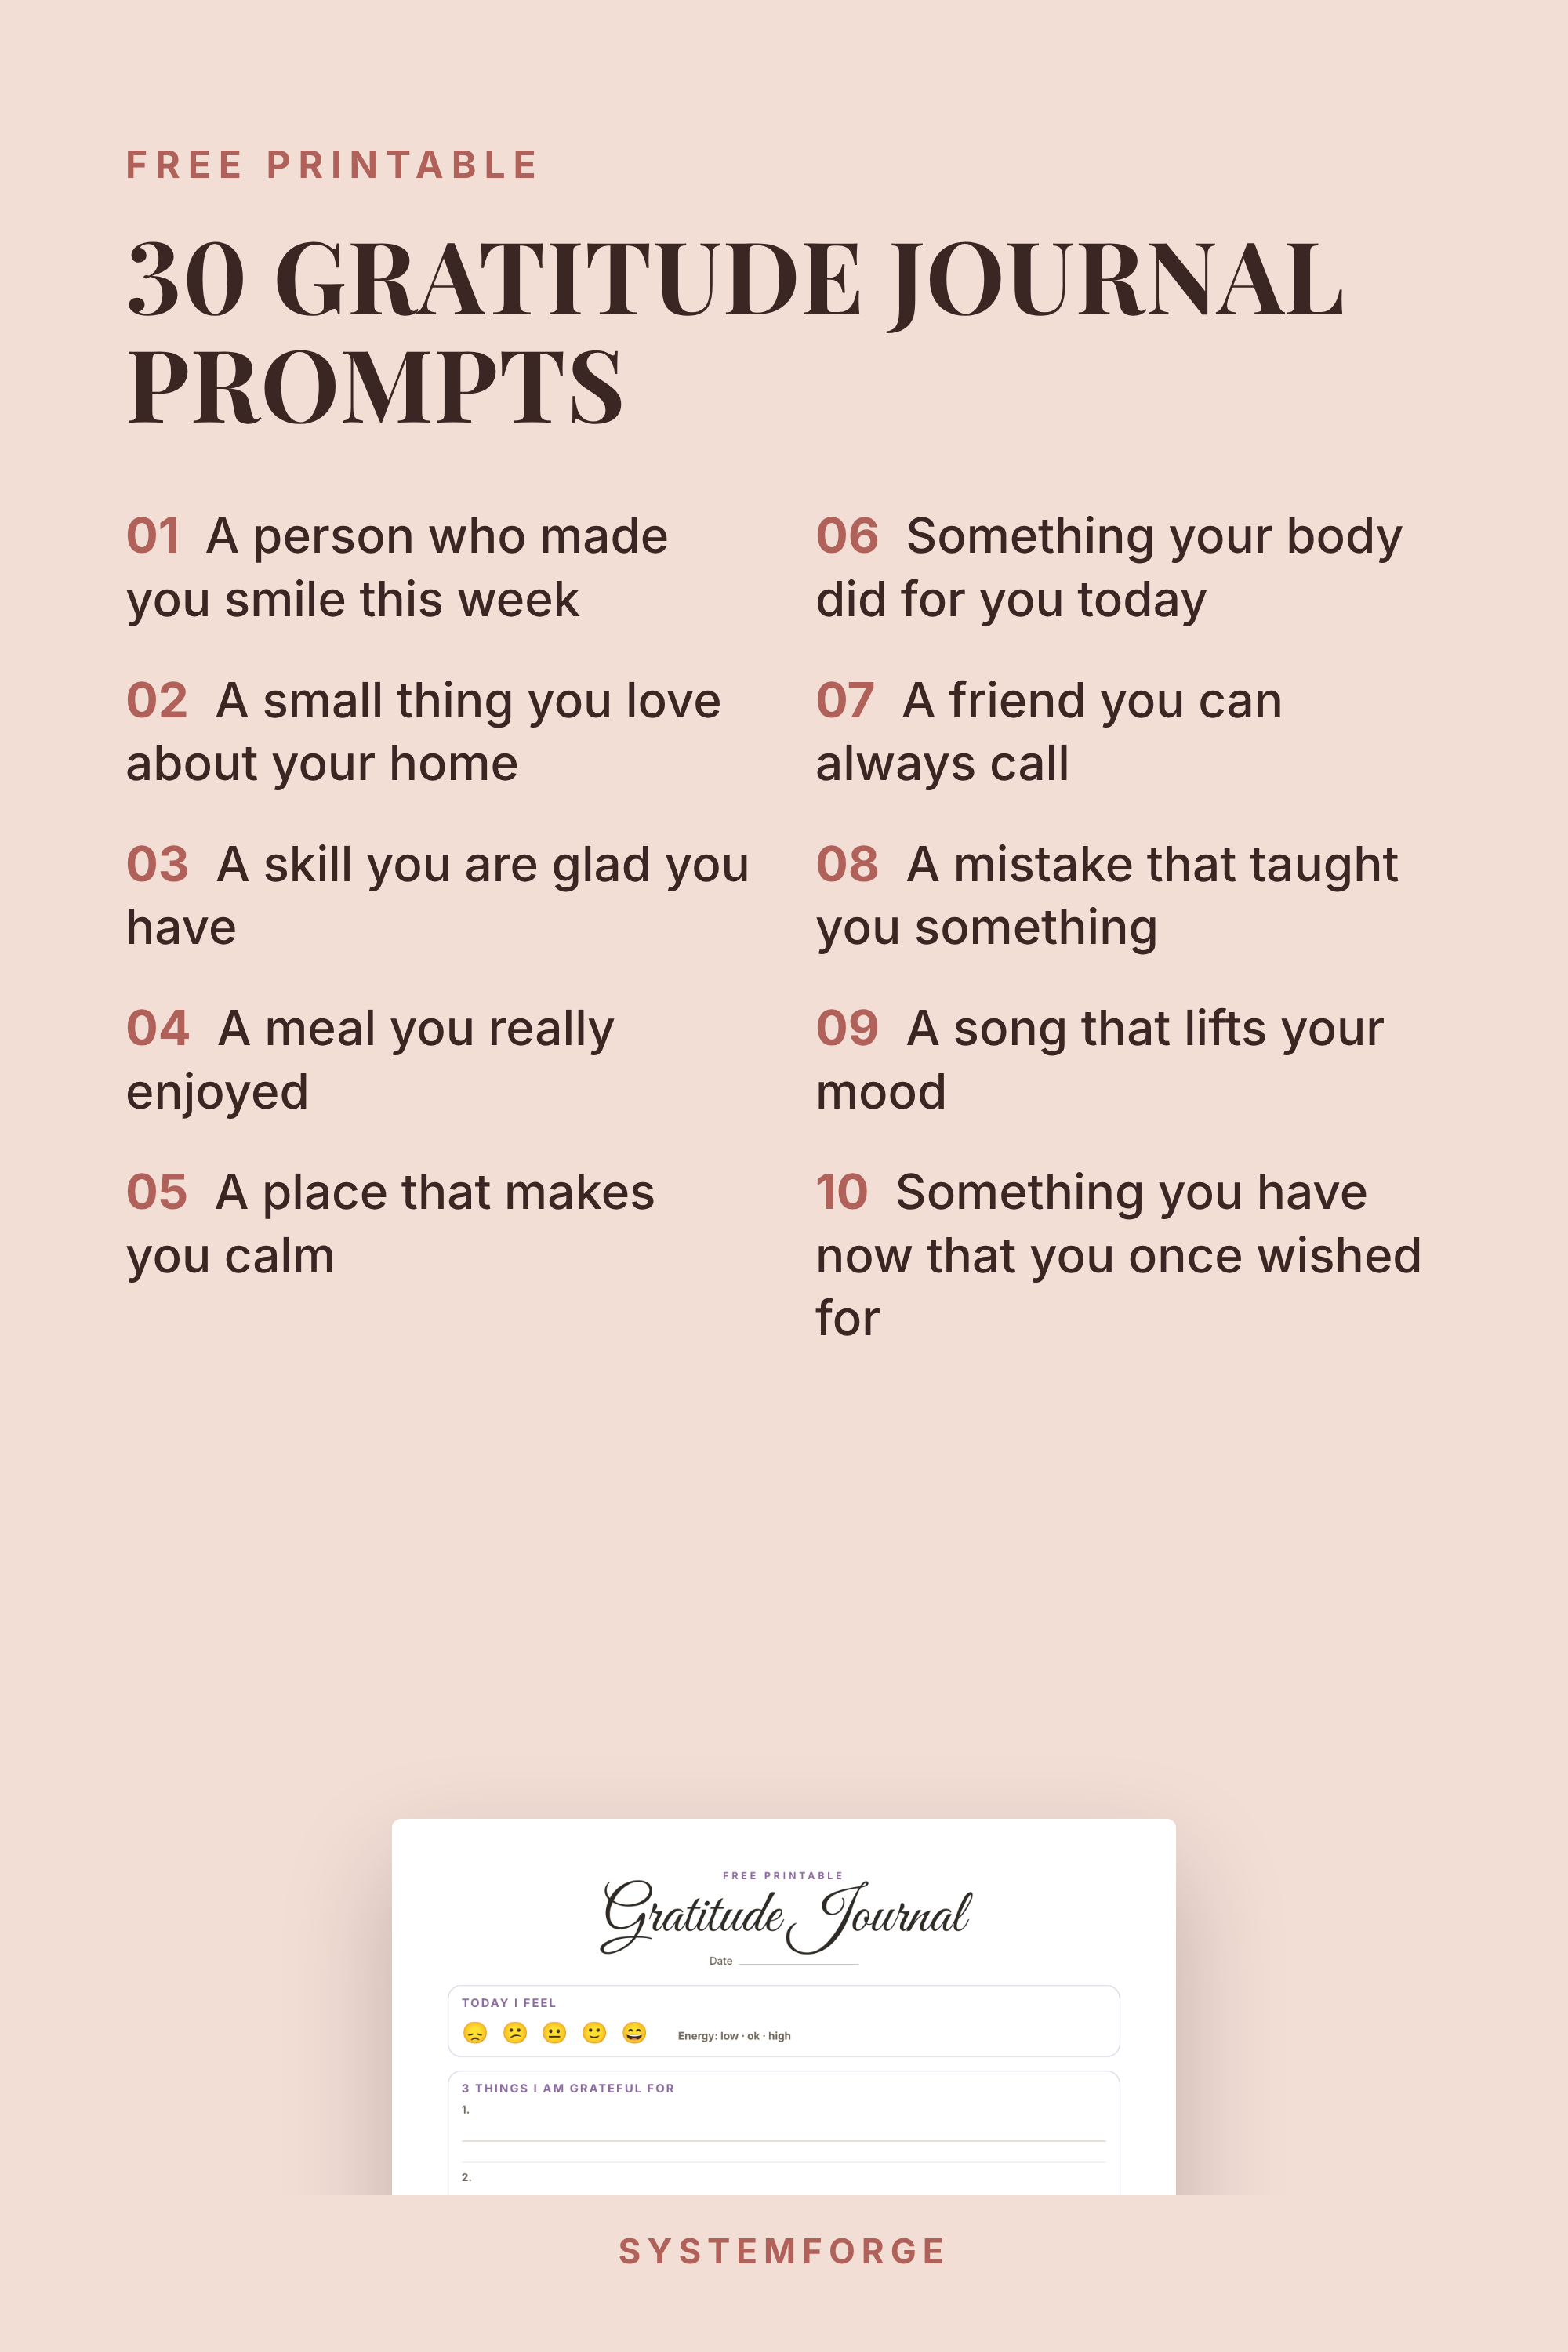 FREE PRINTABLE
30 GRATITUDE JOURNAL
PROMPTS
01 A person who made
you smile this week
02 A small thing you love
about your home
03 A skill you are glad you
have
04 A meal you really
enjoyed
05 A place that makes
you calm
06 Something your body
did for you today
07 A friend you can
always call
08 A mistake that taught
you something
09 A song that lifts your
mood
10 Something you have
now that you once wished
for
FREE PRINTABLE
Gratitude Journal
Date
TODAY I FEEL
Energy: low · ok · high
3 THINGS I AM GRATEFUL FOR
1.
2.
SYSTEMFORGE